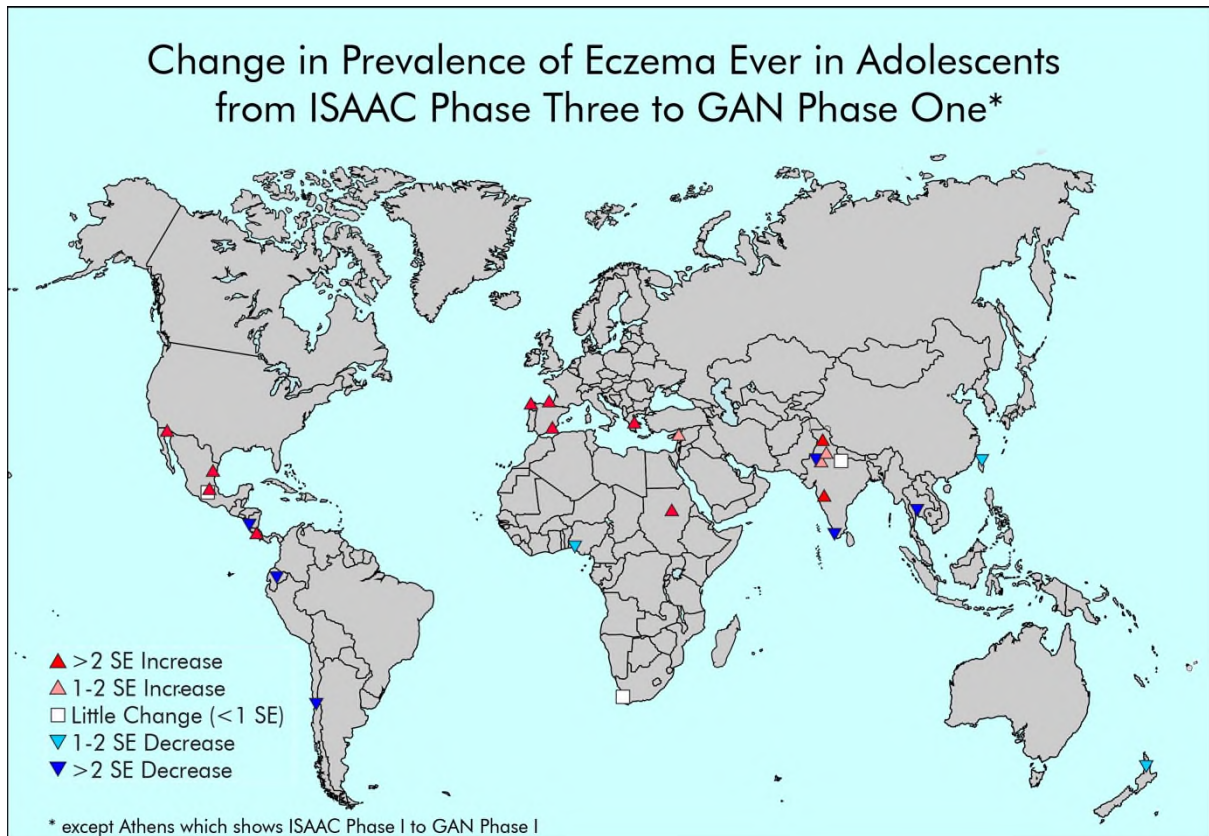 Change in Prevalence of Eczema Ever in Adolescents
from ISAAC Phase Three to GAN Phase One*
>2 SE Increase
1-2 SE Increase
Little Change (<1 SE)
1-2 SE Decrease
>2 SE Decrease
* except Athens which shows ISAAC Phase I to GAN Phase I